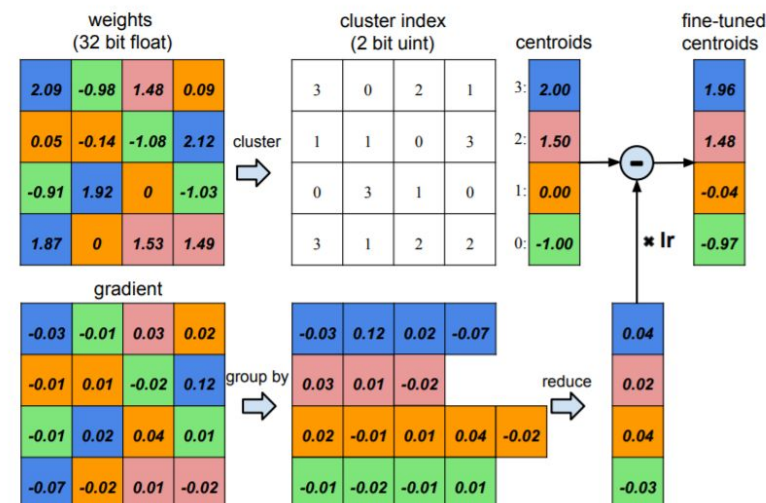 weights
(32 bit float)
cluster index
(2 bit uint)
centroids
fine-tuned
centroids
2.09 -0.98 1.48 0.09
3 0 2 1
3: 2.00
1.96
0.05 -0.14 -1.08 2.12
cluster
1 1 0 3
2: 1.50
1.48
-0.91 1.92 0 -1.03
0 3 1 0
1: 0.00
-0.04
1.87 0 1.53 1.49
3 1 2 2
0: -1.00
-0.97
× lr
gradient
-0.03 -0.01 0.03 0.02
-0.03 0.12 0.02 -0.07
0.04
-0.01 0.01 -0.02 0.12
group by
0.03 0.01 -0.02
reduce
0.02
-0.01 0.02 0.04 0.01
0.02 -0.01 0.01 0.04 -0.02
0.04
-0.07 -0.02 0.01 -0.02
-0.01 -0.02 -0.01 0.01
-0.03